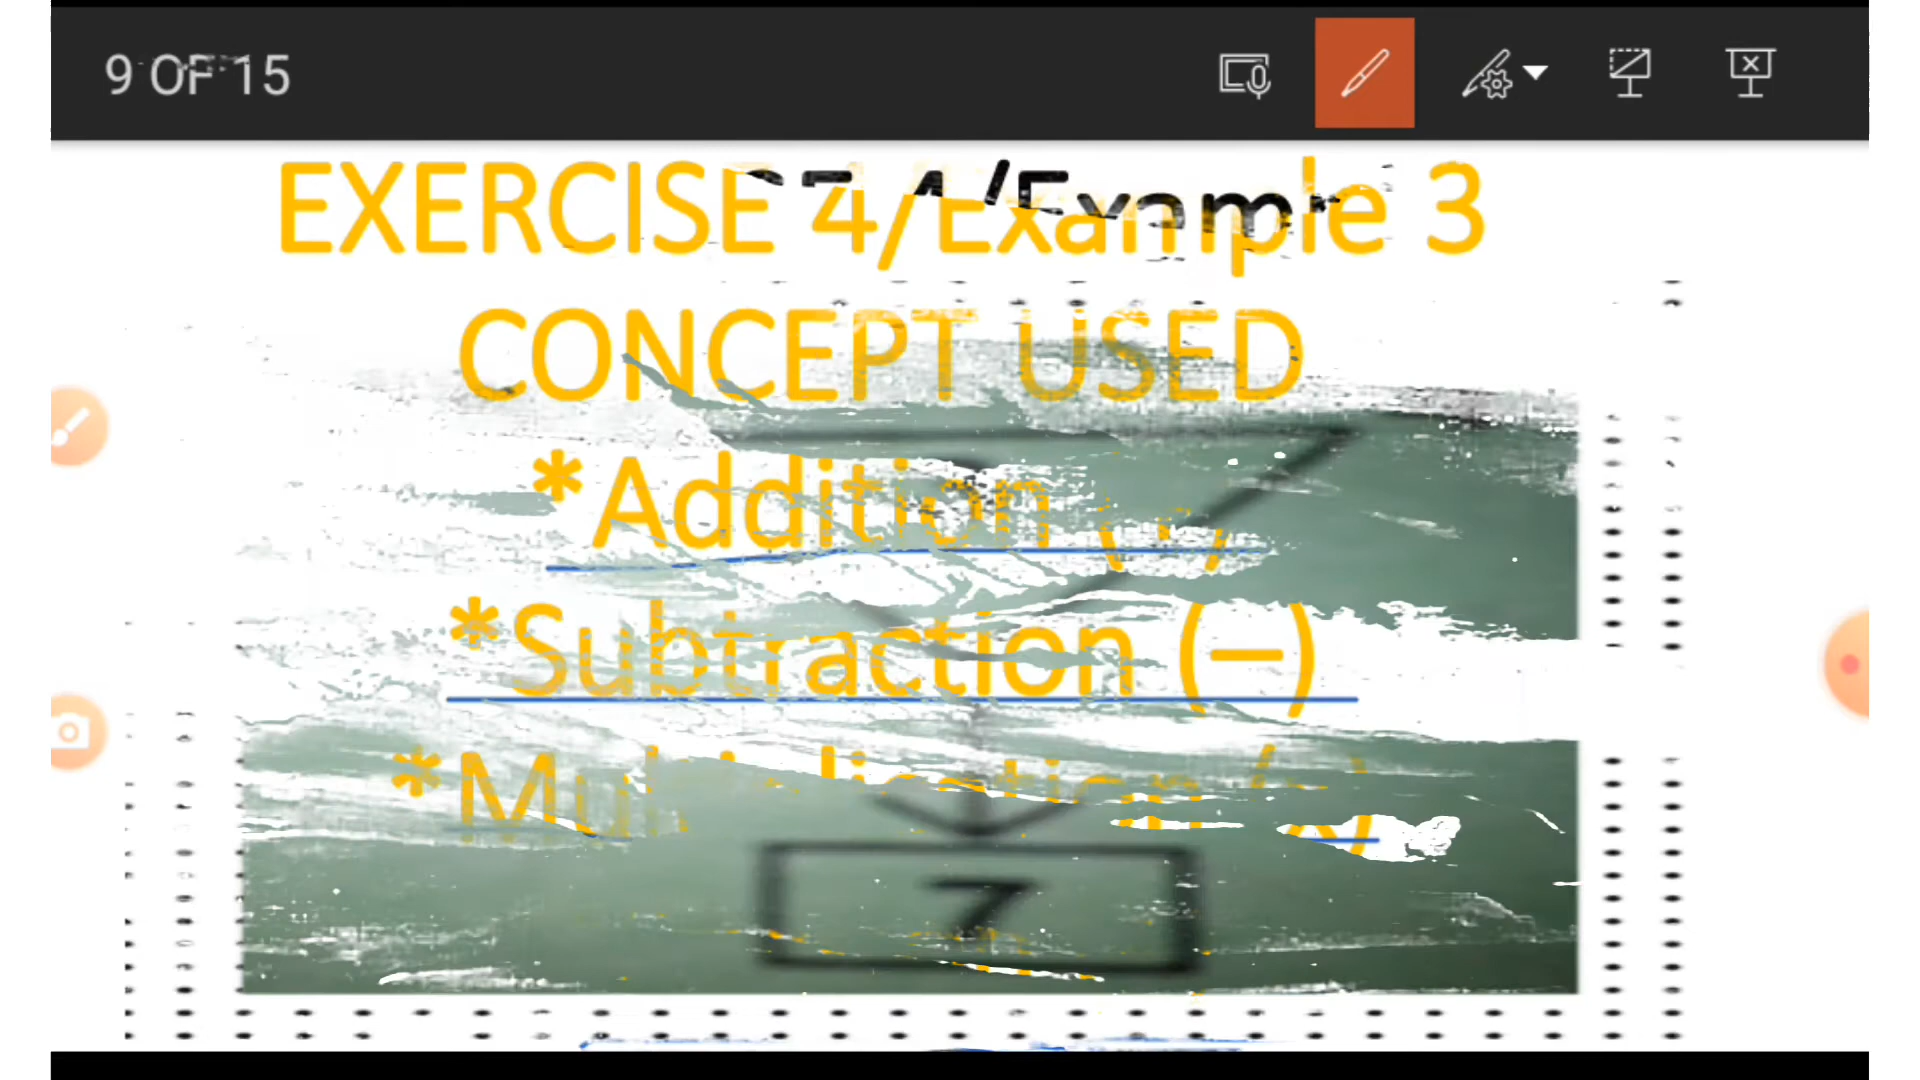 9 OF 15
EXERCISE 4/Example 3
CONCEPT USED
*Addition
*Subtraction (–)
7